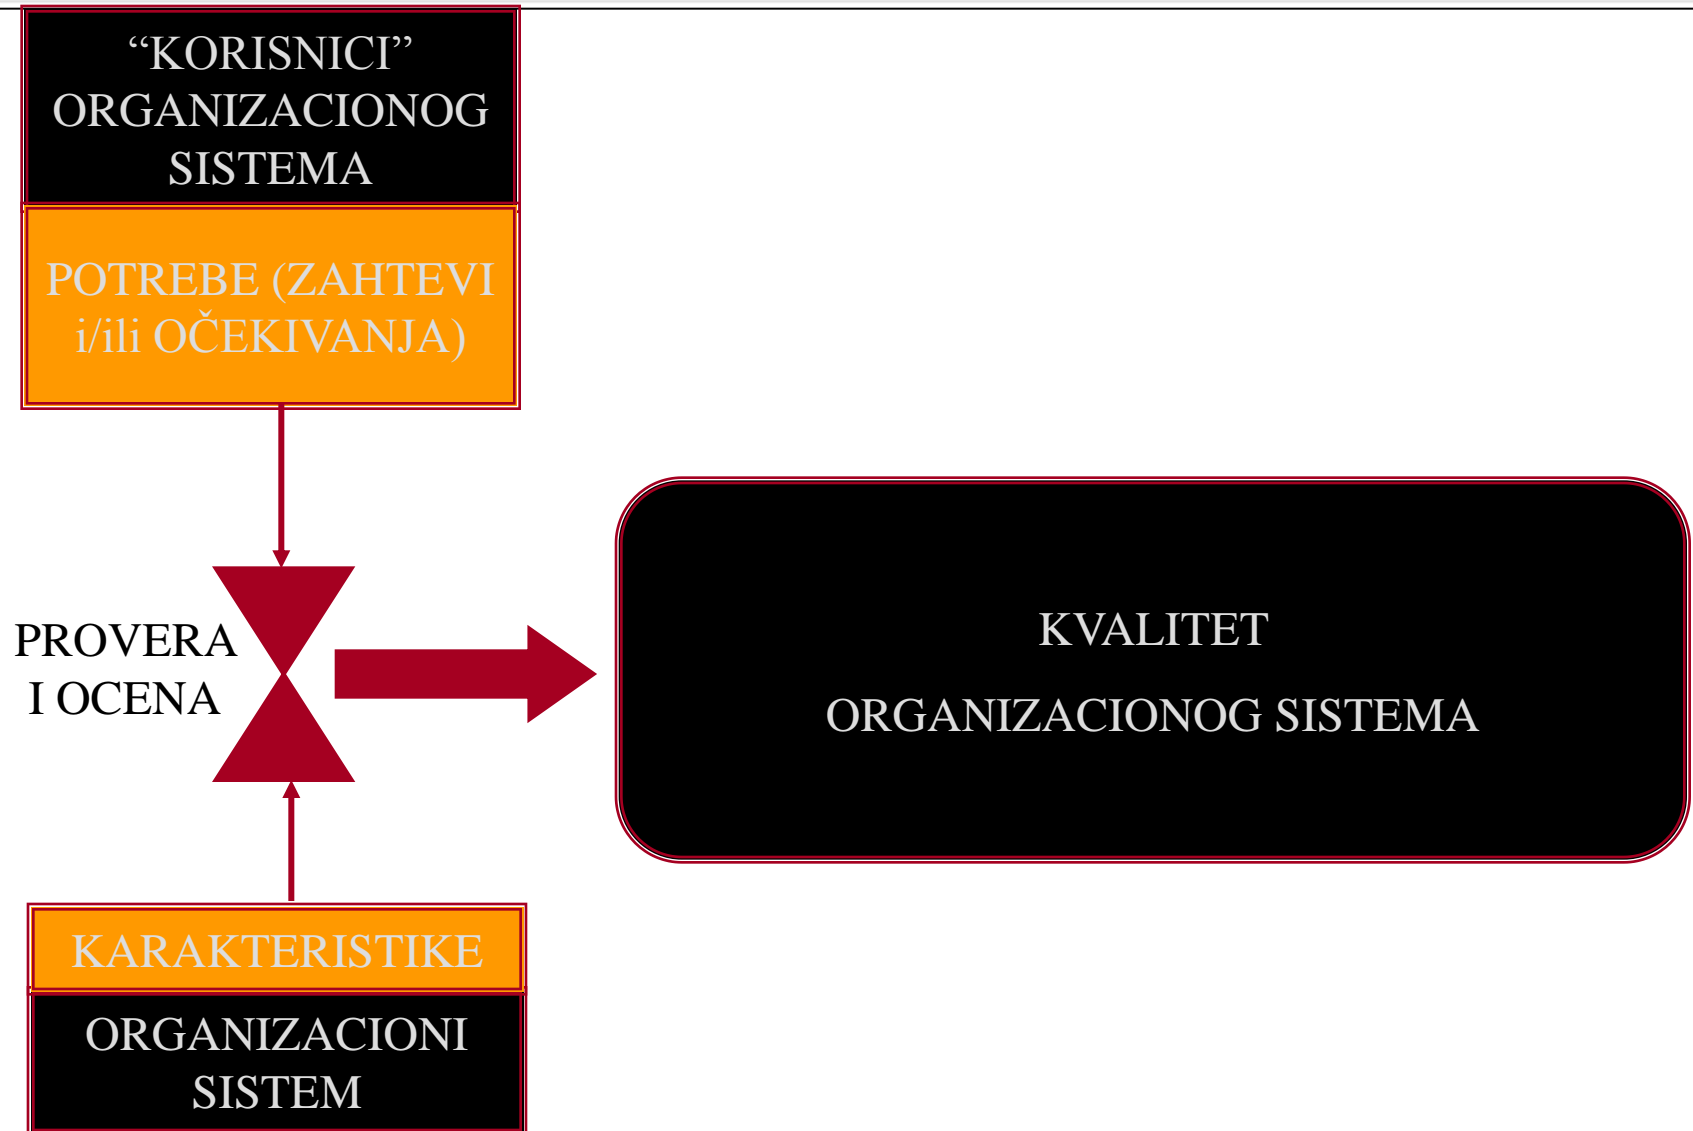 “KORISNICI”
ORGANIZACIONOG
SISTEMA
POTREBE (ZAHTEVI
i/ili OČEKIVANJA)
PROVERA
I OCENA
KVALITET
ORGANIZACIONOG SISTEMA
KARAKTERISTIKE
ORGANIZACIONI
SISTEM